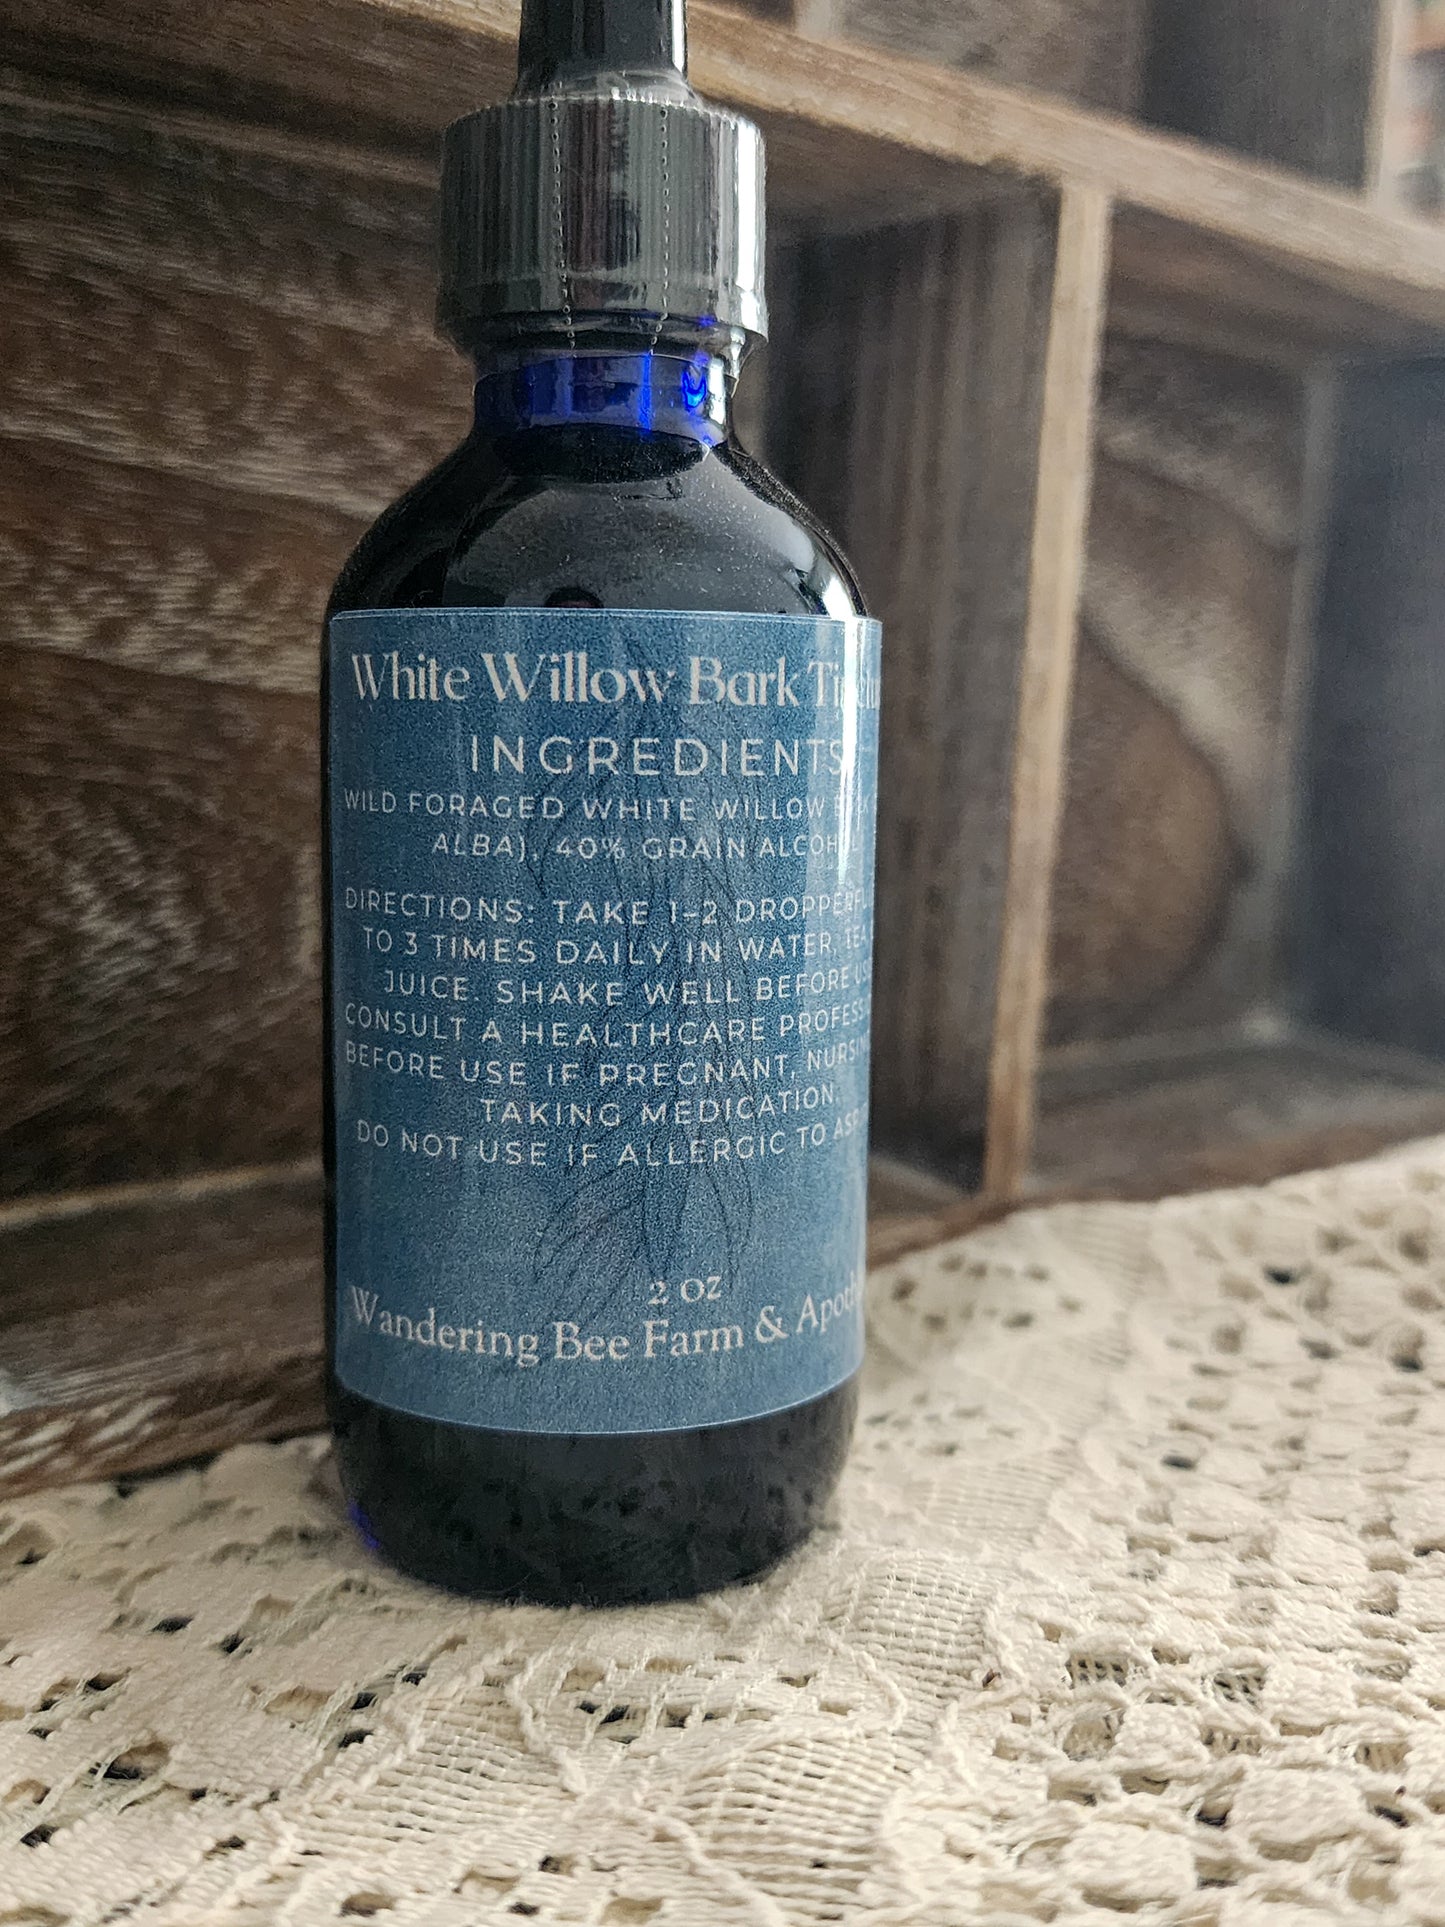 White Willow Bark
INGREDIENTS
WILD FORAGED WHITE WILLOW
ALBA), 40% GRAIN ALCOHOL
DIRECTIONS: TAKE 1-2
TO 3 TIMES DAILY IN WATER, TEA
JUICE. SHAKE WELL BEFORE USE
CONSULT A HEALTHCARE
BEFORE USE IF PREGNANT,
TAKING MEDICATION.
DO NOT USE IF ALLERGIC TO
2 OZ
Wandering Bee Farm &